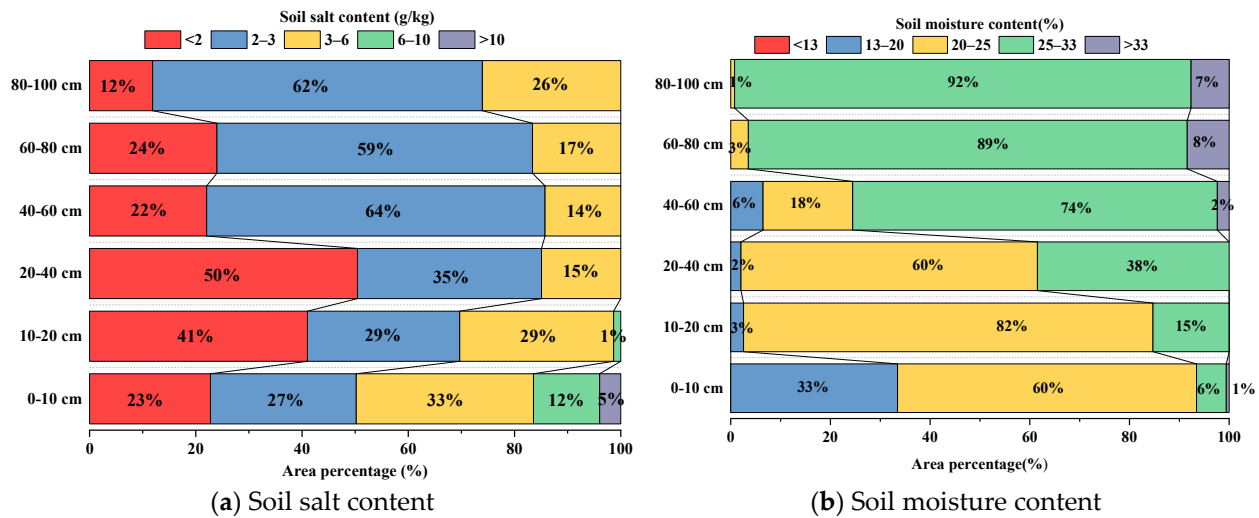 Soil salt content (g/kg)
<2 2–3 3–6 6–10 >10
80-100 cm 12% 62% 26%
60-80 cm 24% 59% 17%
40-60 cm 22% 64% 14%
20-40 cm 50% 35% 15%
10-20 cm 41% 29% 29% 1%
0-10 cm 23% 27% 33% 12% 5%
0 20 40 60 80 100
Area percentage (%)
(a) Soil salt content
Soil moisture content(%)
<13 13–20 20–25 25–33 >33
80-100 cm 1% 92% 7%
60-80 cm 3% 89% 8%
40-60 cm 6% 18% 74% 2%
20-40 cm 2% 60% 38%
10-20 cm 3% 82% 15%
0-10 cm 33% 60% 6% 1%
0 20 40 60 80 100
Area percentage(%)
(b) Soil moisture content